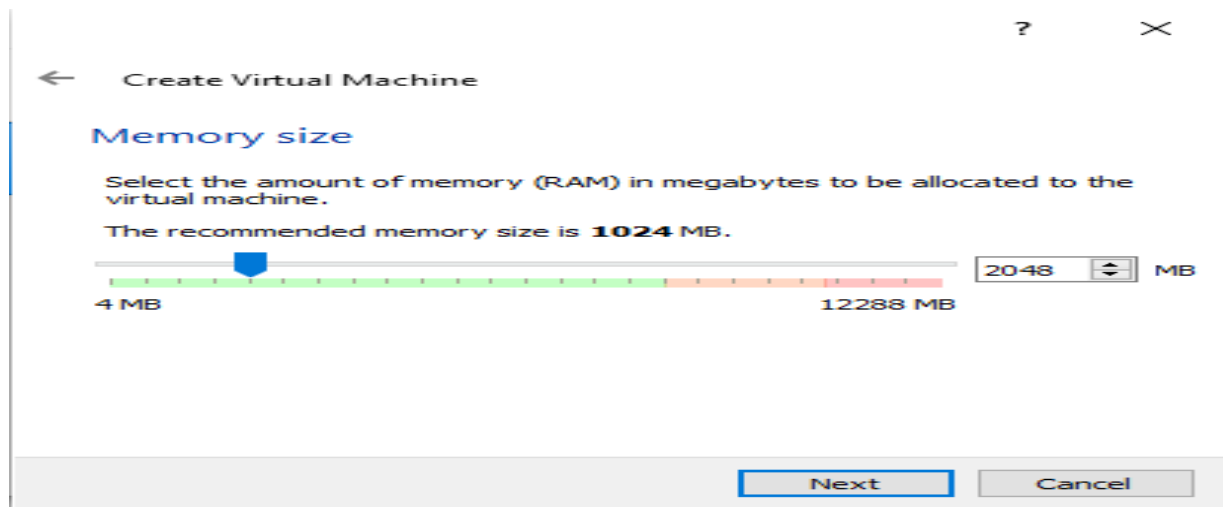 ?
Create Virtual Machine
Memory size
Select the amount of memory (RAM) in megabytes to be allocated to the
virtual machine.
The recommended memory size is 1024 MB.
2048 MB
4 MB 12288 MB
Next Cancel